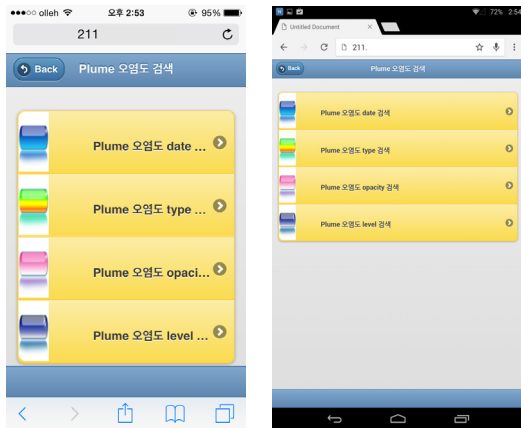 olleh 오후 2:53 95%
211
Back Plume 오염도 검색
Plume 오염도 date ...
Plume 오염도 type ...
Plume 오염도 opaci...
Plume 오염도 level ...
72% 2:54
Untitled Document
211.
Back Plume 오염도 검색
Plume 오염도 date 검색
Plume 오염도 type 검색
Plume 오염도 opacity 검색
Plume 오염도 level 검색